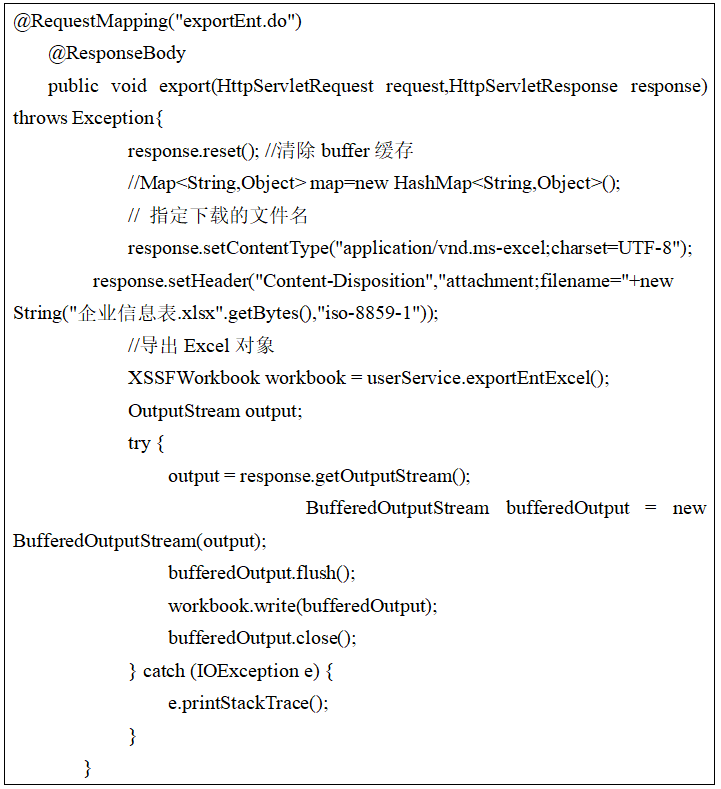 @RequestMapping("exportEnt.do")
@ResponseBody
public void export(HttpServletRequest request,HttpServletResponse response)
throws Exception{
response.reset(); //清除 buffer 缓存
//Map<String,Object> map=new HashMap<String,Object>();
// 指定下载的文件名
response.setContentType("application/vnd.ms-excel;charset=UTF-8");
response.setHeader("Content-Disposition","attachment;filename="+new
String("企业信息表.xlsx".getBytes(),"iso-8859-1"));
//导出 Excel 对象
XSSFWorkbook workbook = userService.exportEntExcel();
OutputStream output;
try {
output = response.getOutputStream();
BufferedOutputStream bufferedOutput = new
BufferedOutputStream(output);
bufferedOutput.flush();
workbook.write(bufferedOutput);
bufferedOutput.close();
} catch (IOException e) {
e.printStackTrace();
}
}